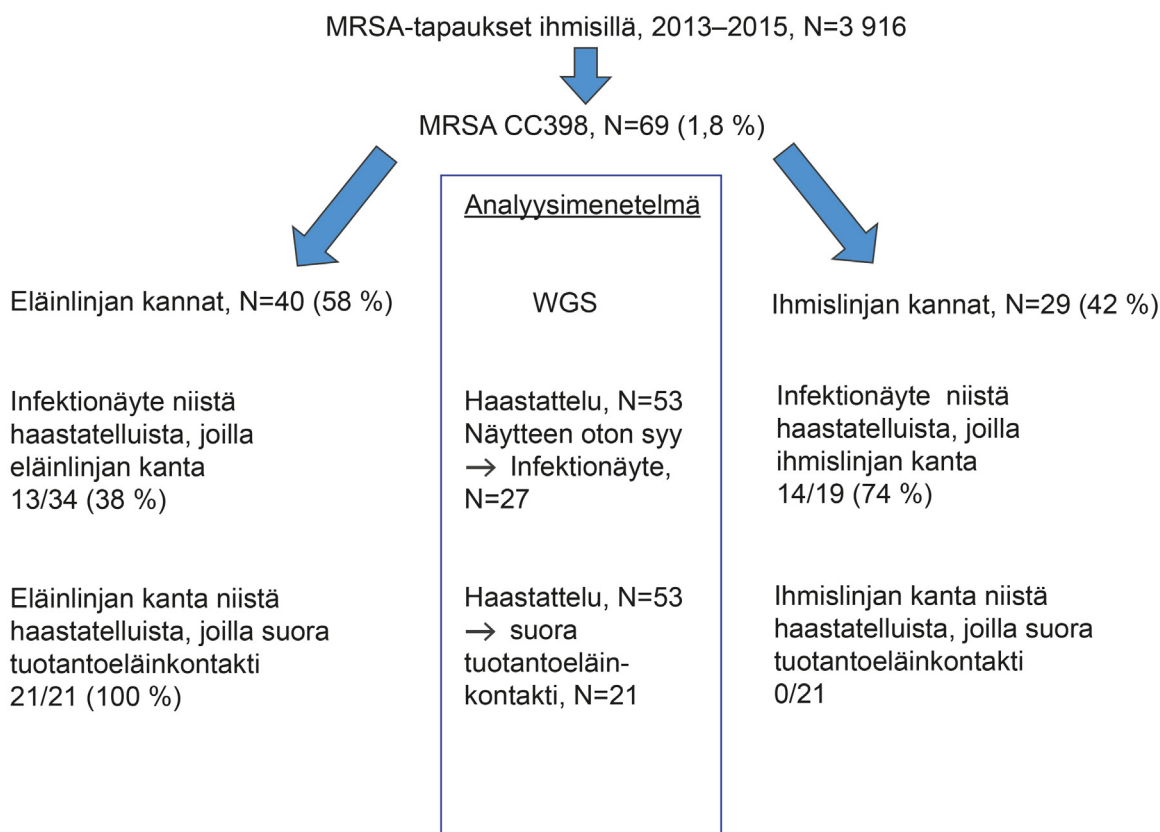 MRSA-tapaukset ihmisillä, 2013–2015, N=3 916
MRSA CC398, N=69 (1,8 %)
Analyysimenetelmä
Eläinlinjan kannat, N=40 (58 %)
WGS
Ihmislinjan kannat, N=29 (42 %)
Infektionäyte niistä
haastatelluista, joilla
eläinlinjan kanta
13/34 (38 %)
Haastattelu, N=53
Näytteen oton syy
→ Infektionäyte,
N=27
Infektionäyte niistä
haastatelluista, joilla
ihmislinjan kanta
14/19 (74 %)
Eläinlinjan kanta niistä
haastatelluista, joilla suora
tuotantoeläinkontakti
21/21 (100 %)
Haastattelu, N=53
→ suora
tuotantoeläin-
kontakti, N=21
Ihmislinjan kanta niistä
haastatelluista, joilla suora
tuotantoeläinkontakti
0/21